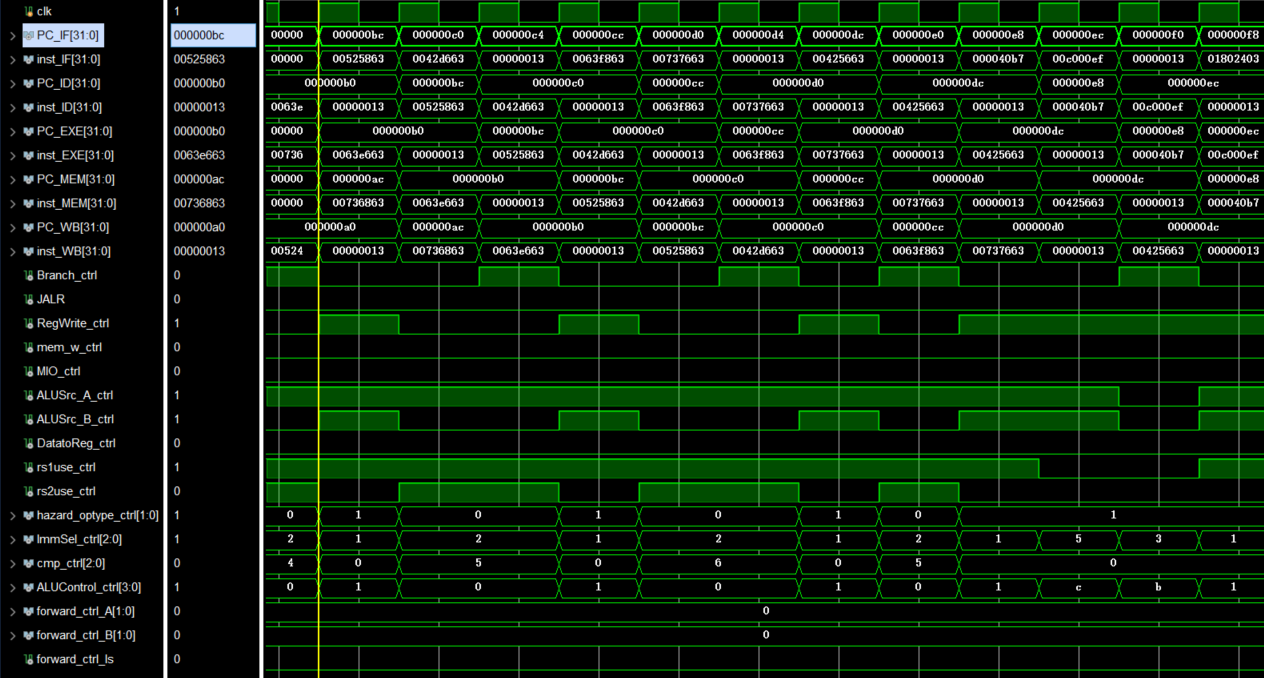 clk 1
PC_IF[31:0] 000000bc 00000 000000bc 000000c0 000000c4 000000cc 000000d0 000000d4 000000dc 000000e0 000000e8 000000ec 000000f0 000000f8
inst_IF[31:0] 00525863 00000 00525863 0042d663 00000013 0063f863 00737663 00000013 00425663 00000013 000040b7 00c000ef 00000013 01802403
PC_ID[31:0] 000000b0 000000b0 000000bc 000000c0 000000cc 000000d0 000000dc 000000e8 000000ec
inst_ID[31:0] 00000013 0063e 00000013 00525863 0042d663 00000013 0063f863 00737663 00000013 00425663 00000013 000040b7 00c000ef 00000013
PC_EXE[31:0] 000000b0 00000 000000b0 000000bc 000000c0 000000cc 000000d0 000000dc 000000e8 000000ec
inst_EXE[31:0] 0063e663 00736 0063e663 00000013 00525863 0042d663 00000013 0063f863 00737663 00000013 00425663 00000013 000040b7 00c000ef
PC_MEM[31:0] 000000ac 00000 000000ac 000000b0 000000bc 000000c0 000000cc 000000d0 000000dc 000000e8
inst_MEM[31:0] 00736863 00000 00736863 0063e663 00000013 00525863 0042d663 00000013 0063f863 00737663 00000013 00425663 00000013 000040b7
PC_WB[31:0] 000000a0 000000a0 000000ac 000000b0 000000bc 000000c0 000000cc 000000d0 000000dc
inst_WB[31:0] 00000013 00524 00000013 00736863 0063e663 00000013 00525863 0042d663 00000013 0063f863 00737663 00000013 00425663 00000013
Branch_ctrl 0
JALR 0
RegWrite_ctrl 1
mem_w_ctrl 0
MIO_ctrl 0
ALUSrc_A_ctrl 1
ALUSrc_B_ctrl 1
DatatoReg_ctrl 0
rs1use_ctrl 1
rs2use_ctrl 0
hazard_optype_ctrl[1:0] 1 0 1 0 1 0 1 0 1
ImmSel_ctrl[2:0] 1 2 1 2 1 2 1 2 1 5 3 1
cmp_ctrl[2:0] 0 4 0 5 0 6 0 5 0
ALUControl_ctrl[3:0] 1 0 1 0 1 0 1 0 1 c b 1
forward_ctrl_A[1:0] 0 0
forward_ctrl_B[1:0] 0 0
forward_ctrl_ls 0